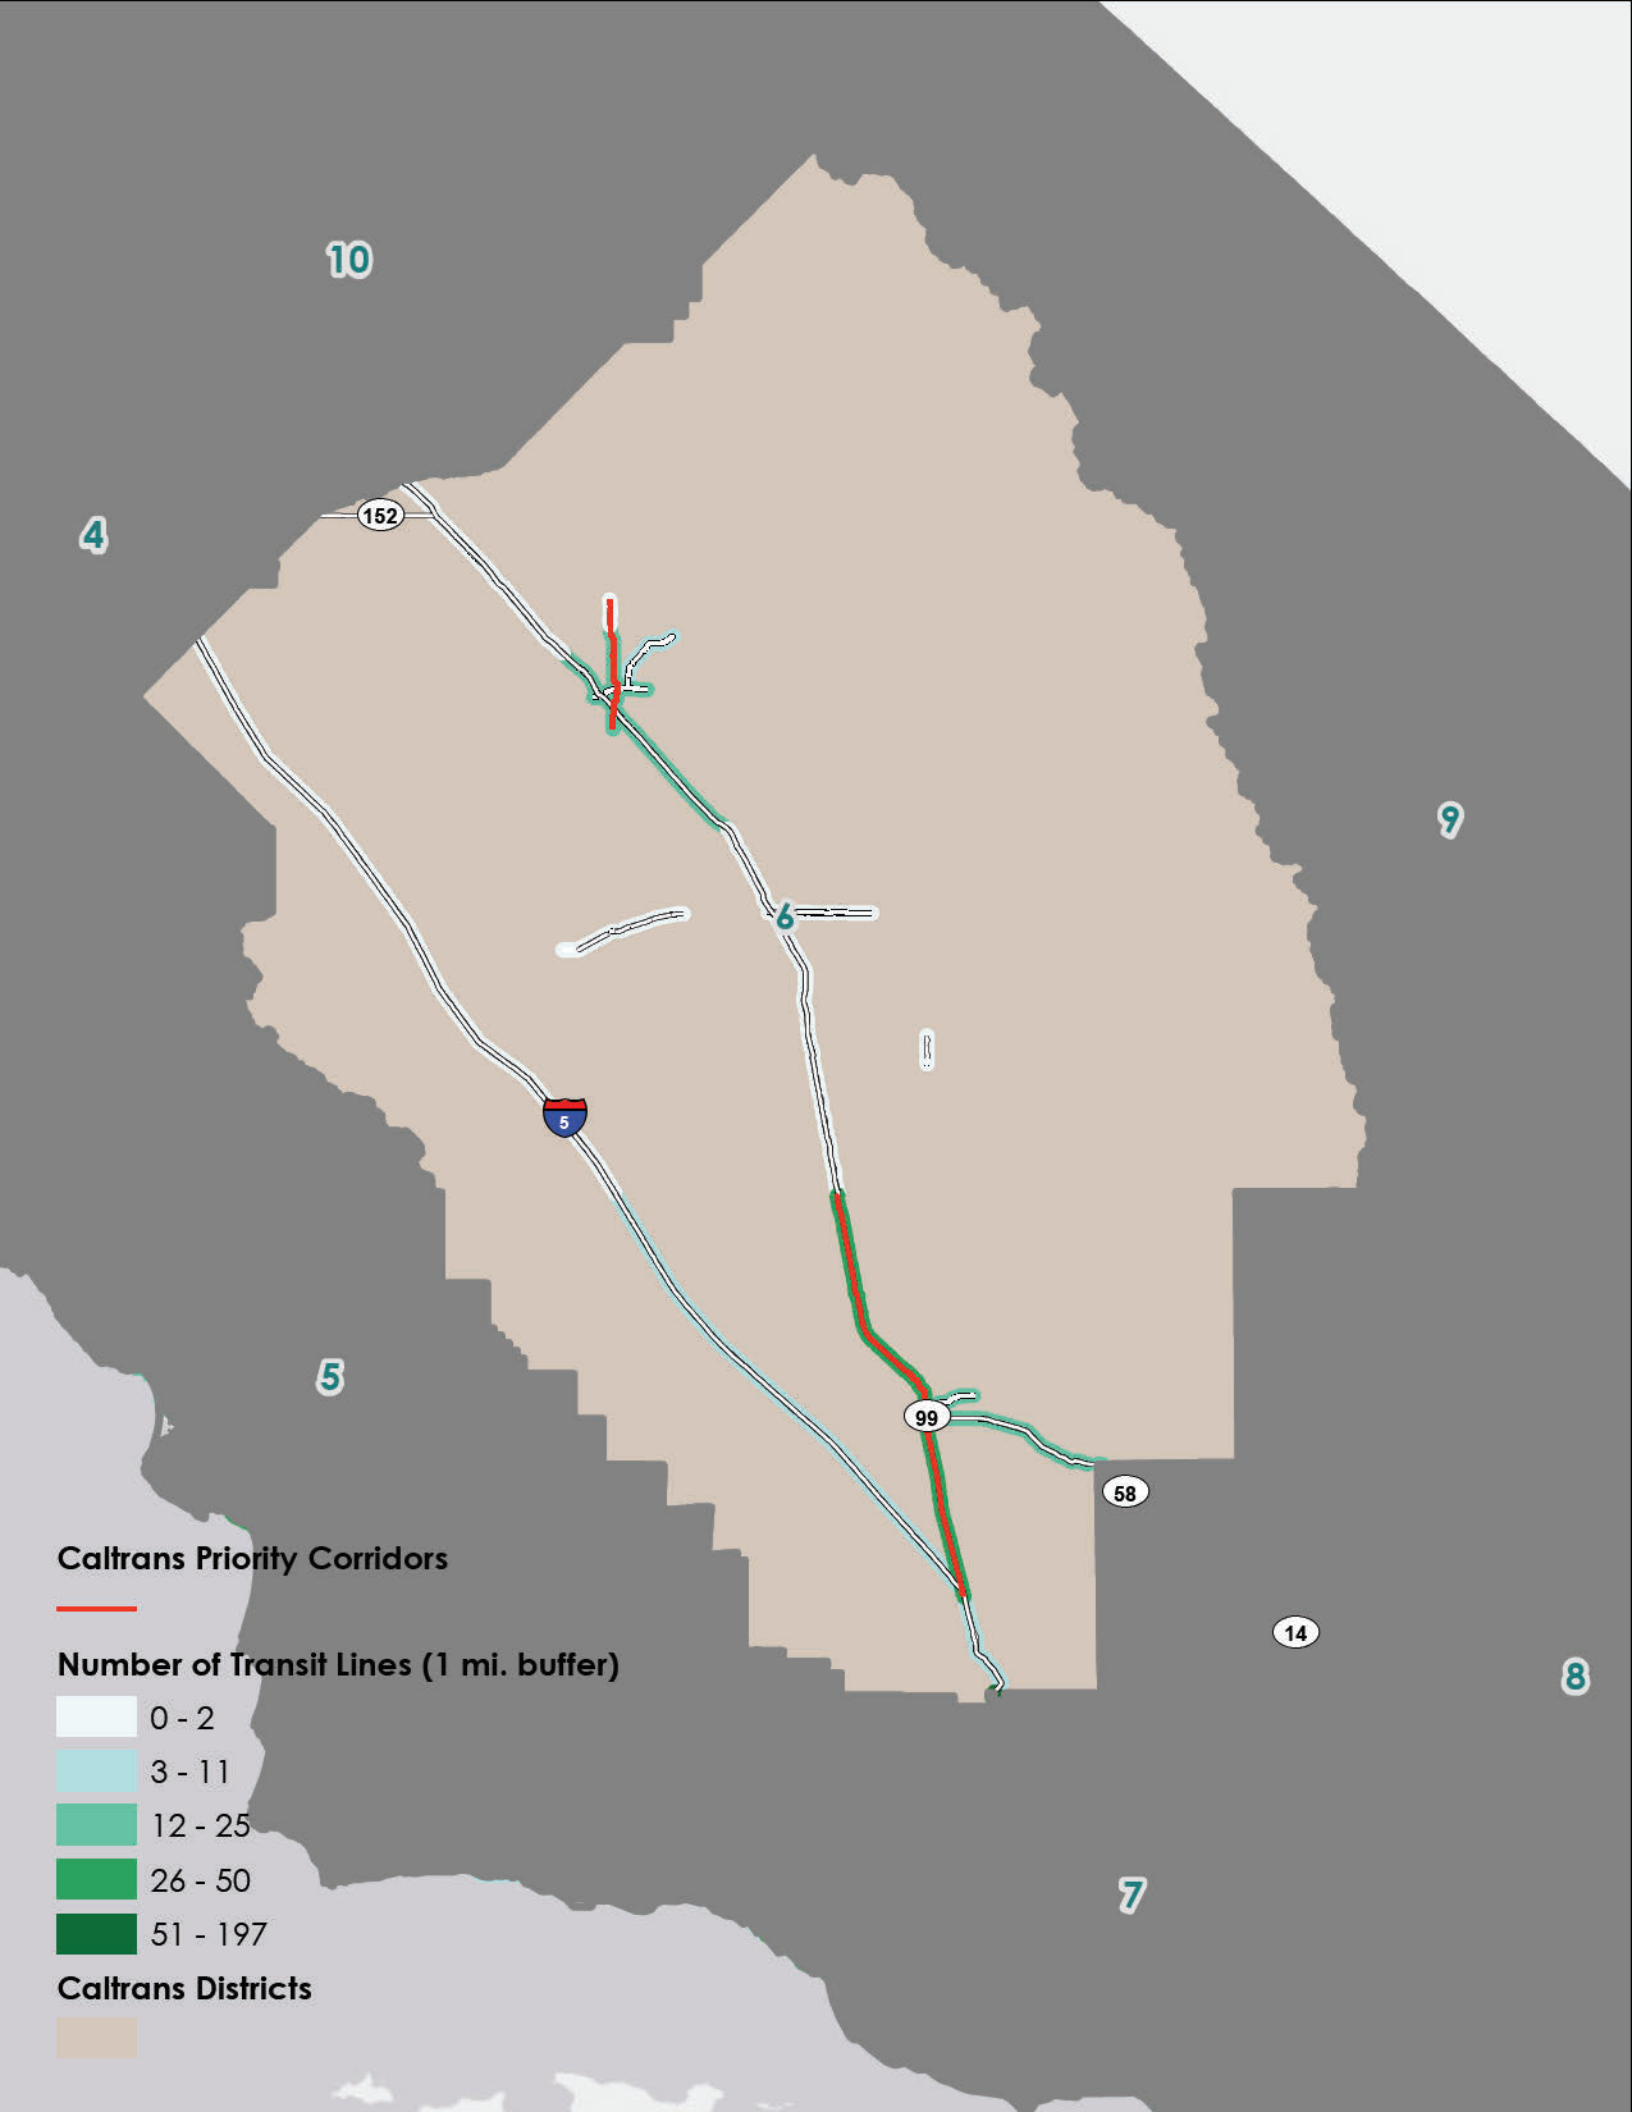 10
152
4
9
6
5
5
99
58
14
8
7
Caltrans Priority Corridors
Number of Transit Lines (1 mi. buffer)
0 - 2
3 - 11
12 - 25
26 - 50
51 - 197
Caltrans Districts